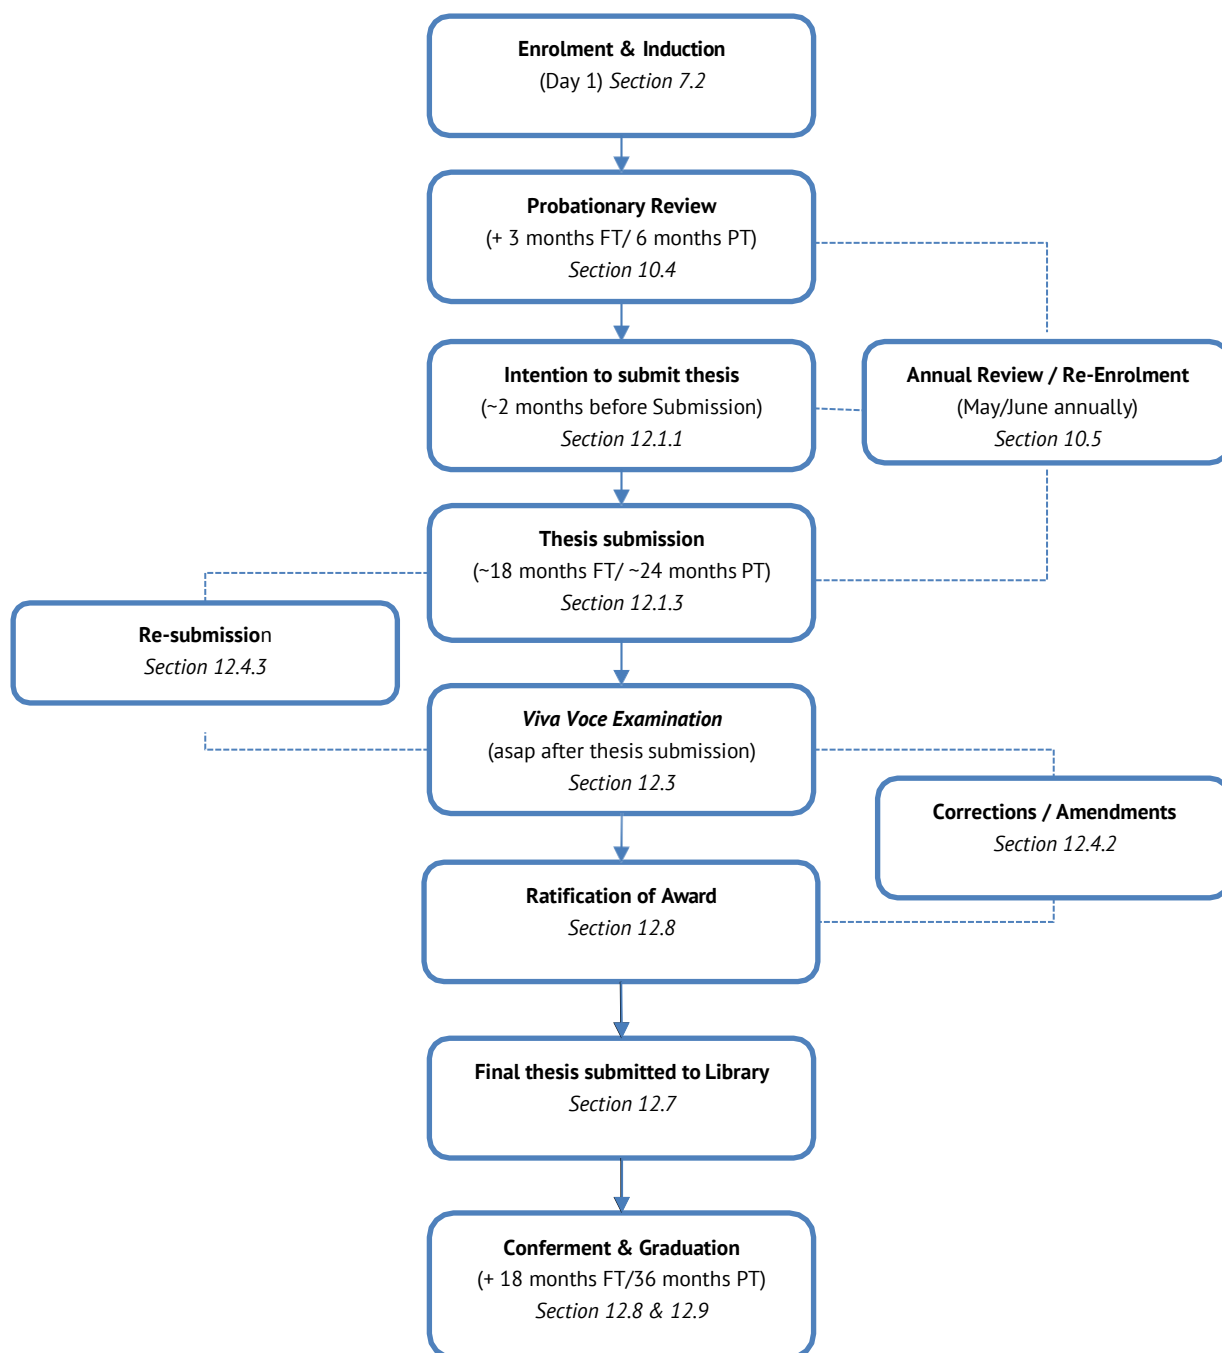 Enrolment & Induction
(Day 1) Section 7.2
Probationary Review
(+ 3 months FT/ 6 months PT)
Section 10.4
Intention to submit thesis
(~2 months before Submission)
Section 12.1.1
Annual Review / Re-Enrolment
(May/June annually)
Section 10.5
Thesis submission
(~18 months FT/ ~24 months PT)
Section 12.1.3
Re-submission
Section 12.4.3
Viva Voce Examination
(asap after thesis submission)
Section 12.3
Corrections / Amendments
Section 12.4.2
Ratification of Award
Section 12.8
Final thesis submitted to Library
Section 12.7
Conferment & Graduation
(+ 18 months FT/36 months PT)
Section 12.8 & 12.9